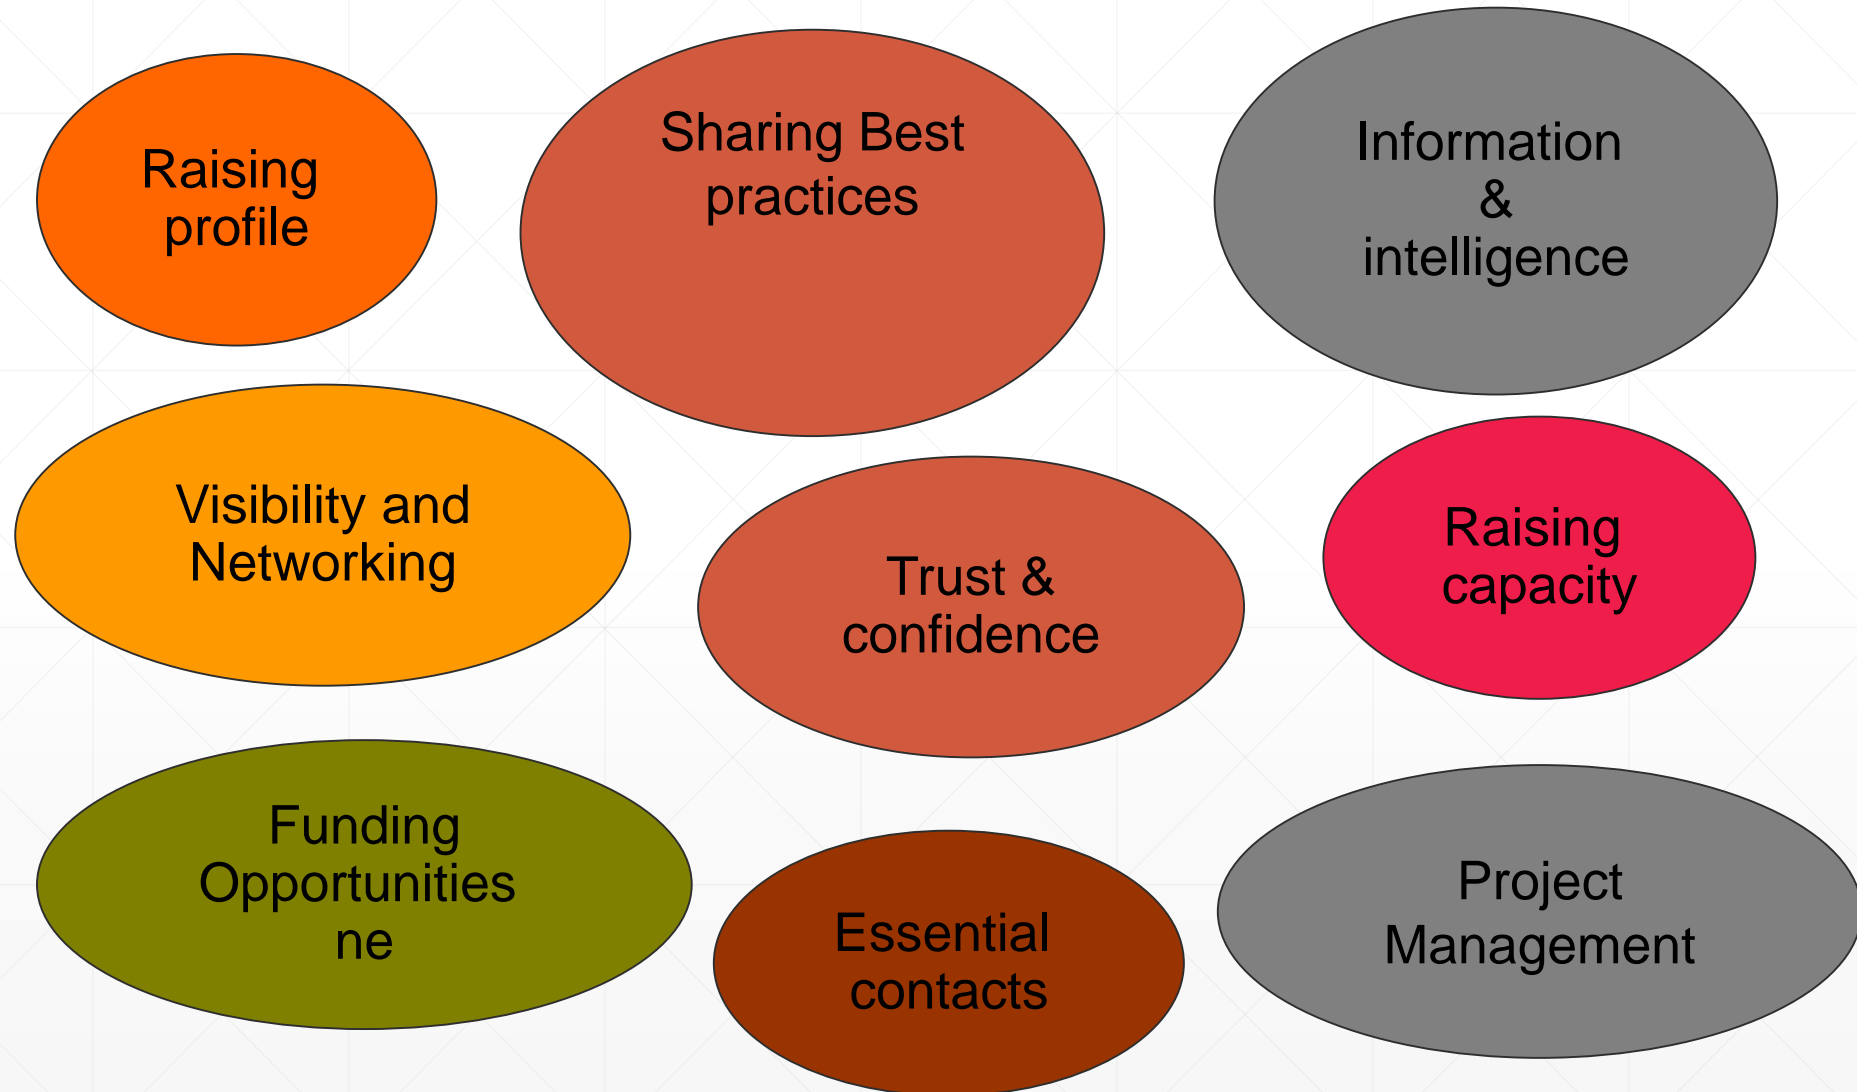 Raising
profile
Sharing Best
practices
Information
&
intelligence
Visibility and
Networking
Trust &
confidence
Raising
capacity
Funding
Opportunities
ne
Essential
contacts
Project
Management